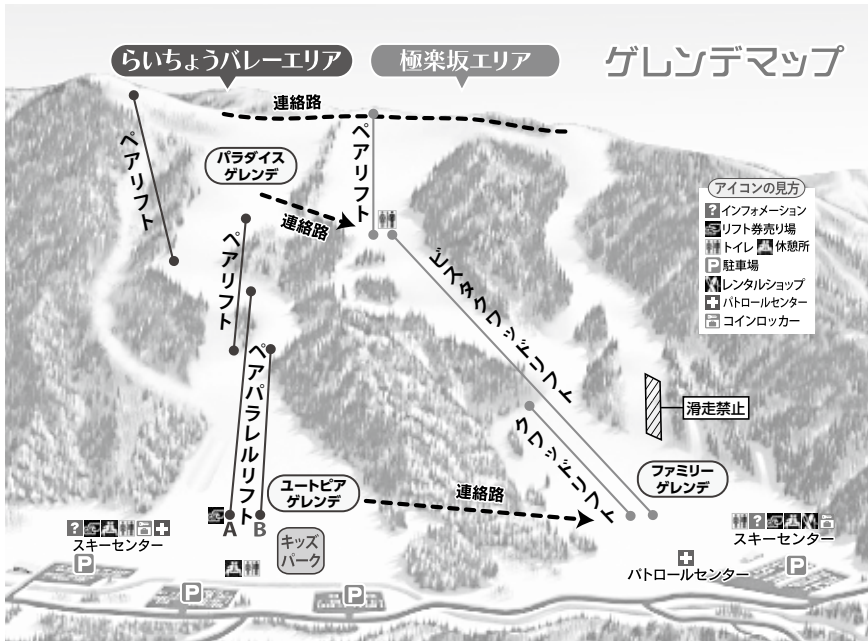 らいちょうバレーエリア
極楽坂エリア
ゲレンデマップ
連絡路
ペアリフト
パラダイス
ゲレンデ
ペアリフト
連絡路
ペアリフト
アイコンの見方
?インフォメーション
リフト券売り場
トイレ 休憩所
P駐車場
レンタルショップ
パトロールセンター
コインロッカー
ビスタクワッドリフト
ペアパラレルリフト
滑走禁止
クワッドリフト
ユートピア
ゲレンデ
連絡路
ファミリー
ゲレンデ
A B
キッズ
パーク
?
スキーセンター
P
P
P
?
スキーセンター
P
パトロールセンター